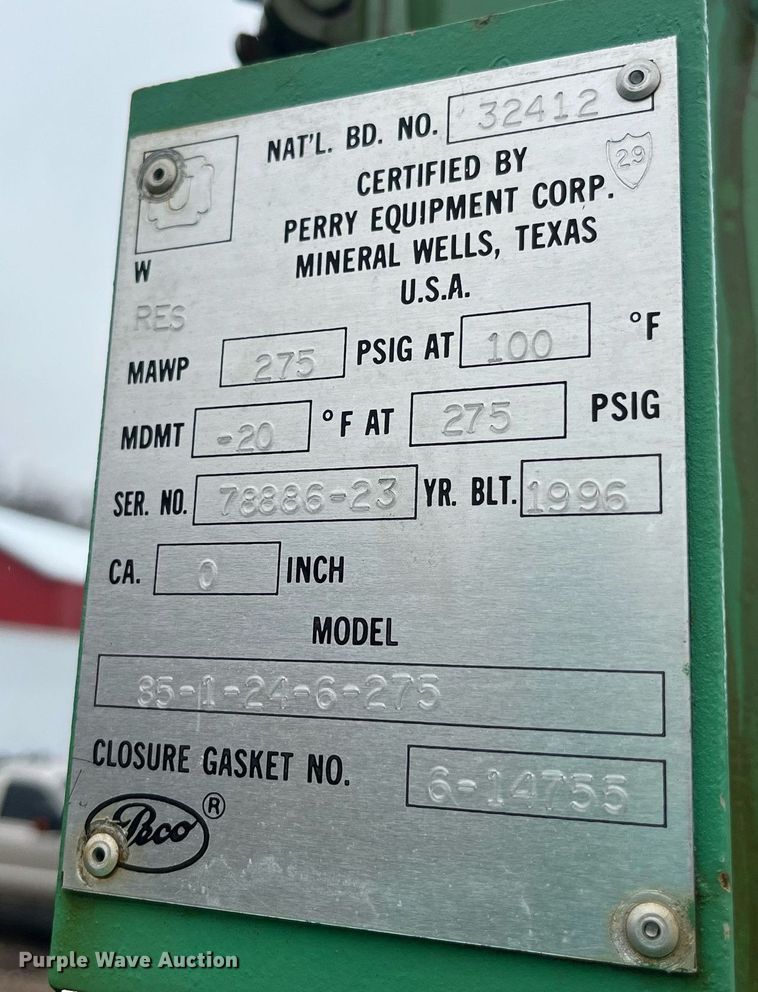 NAT'L. BD. NO. 32412
29
CERTIFIED BY
PERRY EQUIPMENT CORP.
MINERAL WELLS, TEXAS
U.S.A.
U
W
RES
MAWP 275 PSIG AT 100 °F
MDMT -20 °F AT 275 PSIG
SER. NO. 78886-23 YR. BLT. 1996
CA. 0 INCH
MODEL
85-1-24-6-275
CLOSURE GASKET NO. 6-14755
Peco ®
Purple Wave Auction